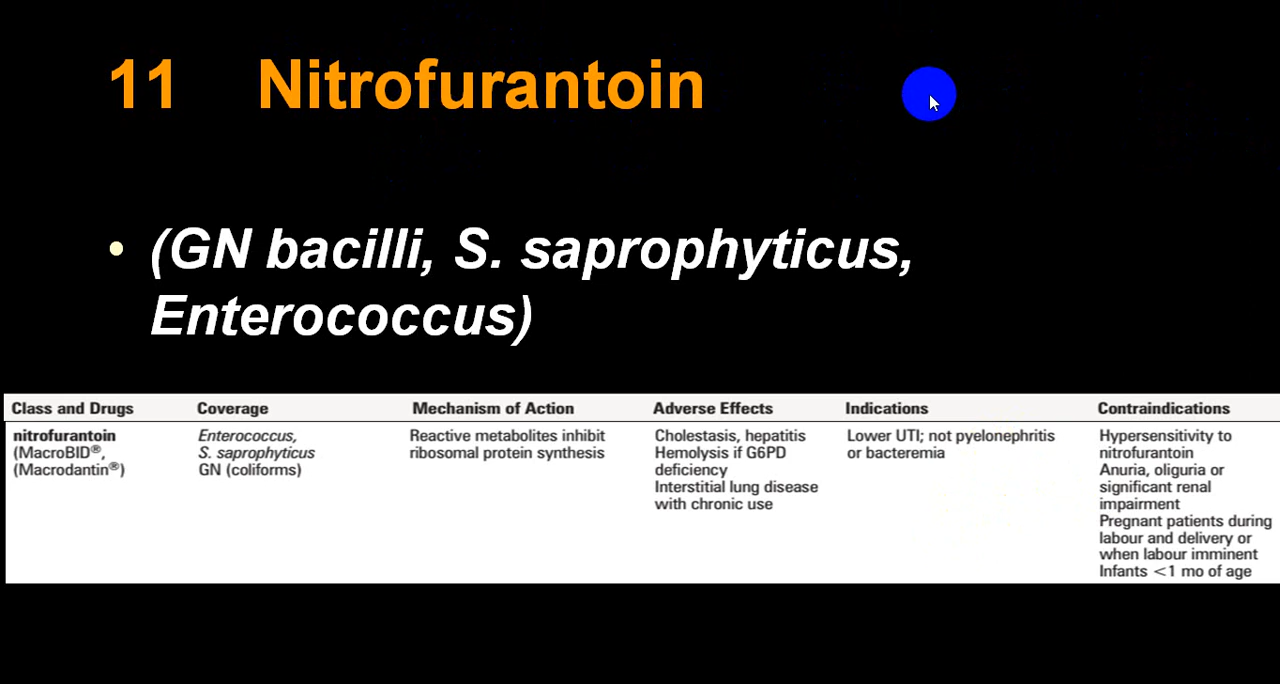 11 Nitrofurantoin
• (GN bacilli, S. saprophyticus,
Enterococcus)
Class and Drugs Coverage Mechanism of Action Adverse Effects Indications Contraindications
nitrofurantoin
(MacroBID®,
(Macrodantin®)
Enterococcus,
S. saprophyticus
GN (coliforms)
Reactive metabolites inhibit
ribosomal protein synthesis
Cholestasis, hepatitis
Hemolysis if G6PD
deficiency
Interstitial lung disease
with chronic use
Lower UTI; not pyelonephritis
or bacteremia
Hypersensitivity to
nitrofurantoin
Anuria, oliguria or
significant renal
impairment
Pregnant patients during
labour and delivery or
when labour imminent
Infants <1 mo of age